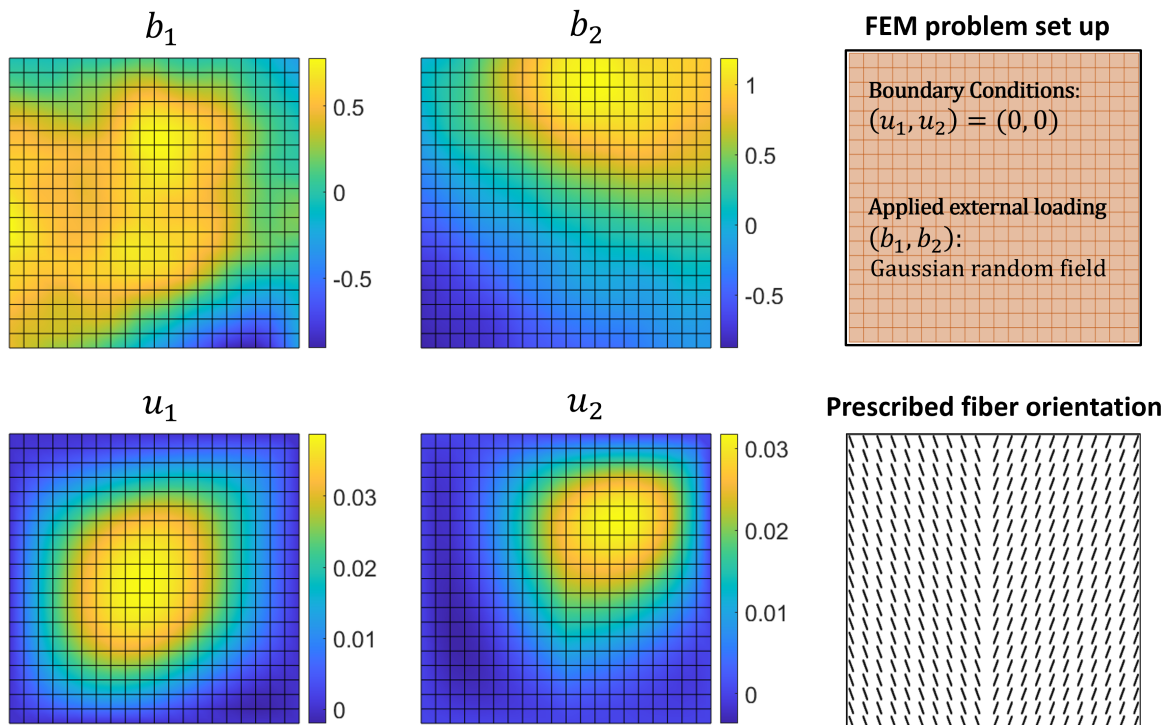 b₁
b₂
FEM problem set up
0.5
0
-0.5
1
0.5
0
-0.5
Boundary Conditions:
(u₁, u₂) = (0, 0)
Applied external loading
(b₁, b₂):
Gaussian random field
u₁
u₂
Prescribed fiber orientation
0.03
0.02
0.01
0
0.03
0.02
0.01
0